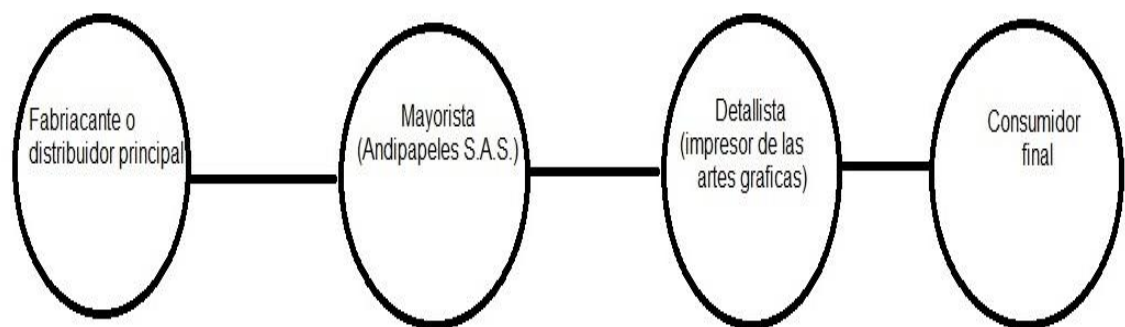 Fabriacante o
distribuidor principal
Mayorista
(Andipapeles S.A.S.)
Detallista
(impresor de las
artes graficas)
Consumidor
final